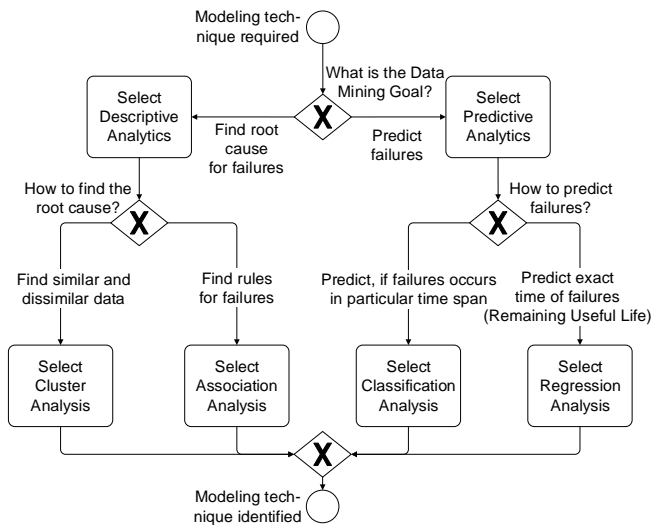 Modeling tech-
nique required
What is the Data
Mining Goal?
Select
Descriptive
Analytics
X
Select
Predictive
Analytics
Find root
cause
for failures
Predict
failures
How to find the
root cause?
X
How to predict
failures?
X
Find similar and
dissimilar data
Find rules
for failures
Predict, if failures occurs
in particular time span
Predict exact
time of failures
(Remaining Useful Life)
Select
Cluster
Analysis
Select
Association
Analysis
Select
Classification
Analysis
Select
Regression
Analysis
X
Modeling tech-
nique identified